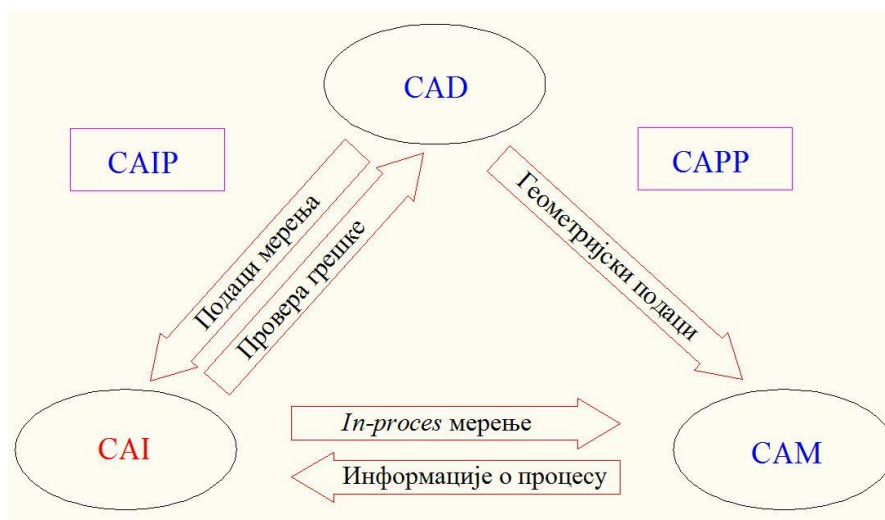 CAD
CAIP
CAPP
Подаци мерења
Провера грешке
Геометријски подаци
CAI
In-proces мерење
Информације о процесу
CAM